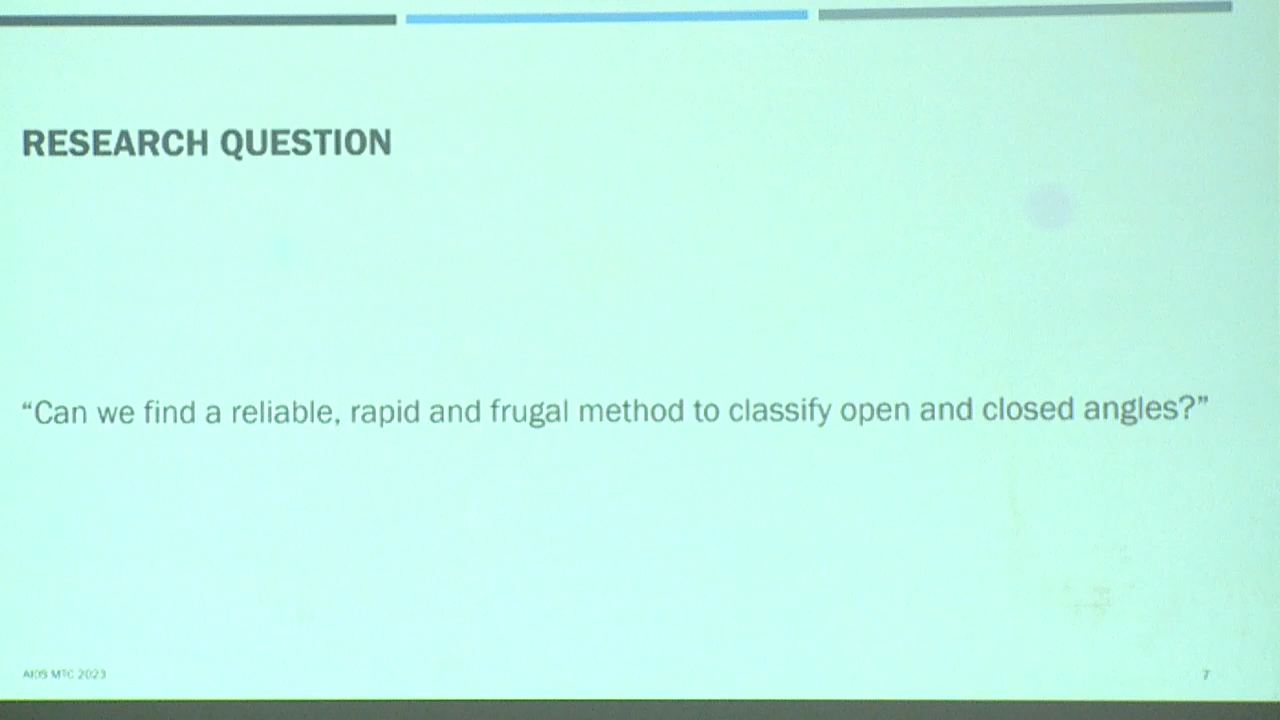 RESEARCH QUESTION
“Can we find a reliable, rapid and frugal method to classify open and closed angles?”
AIOS MTC 2023
7